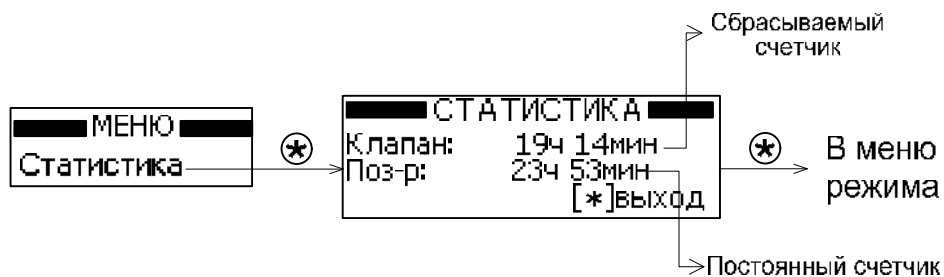 Сбрасываемый
счетчик
МЕНЮ
Статистика
СТАТИСТИКА
Клапан: 19ч 14мин
Поз-р: 23ч 53мин
[*]выход
В меню
режима
Постоянный счетчик